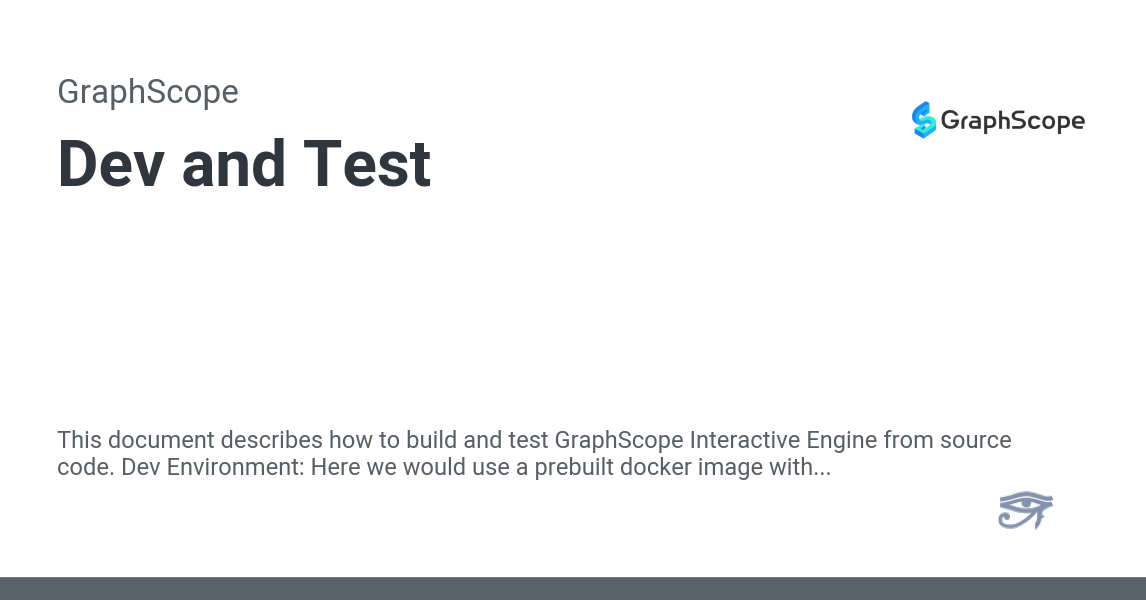 GraphScope
GraphScope
Dev and Test
This document describes how to build and test GraphScope Interactive Engine from source
code. Dev Environment: Here we would use a prebuilt docker image with...